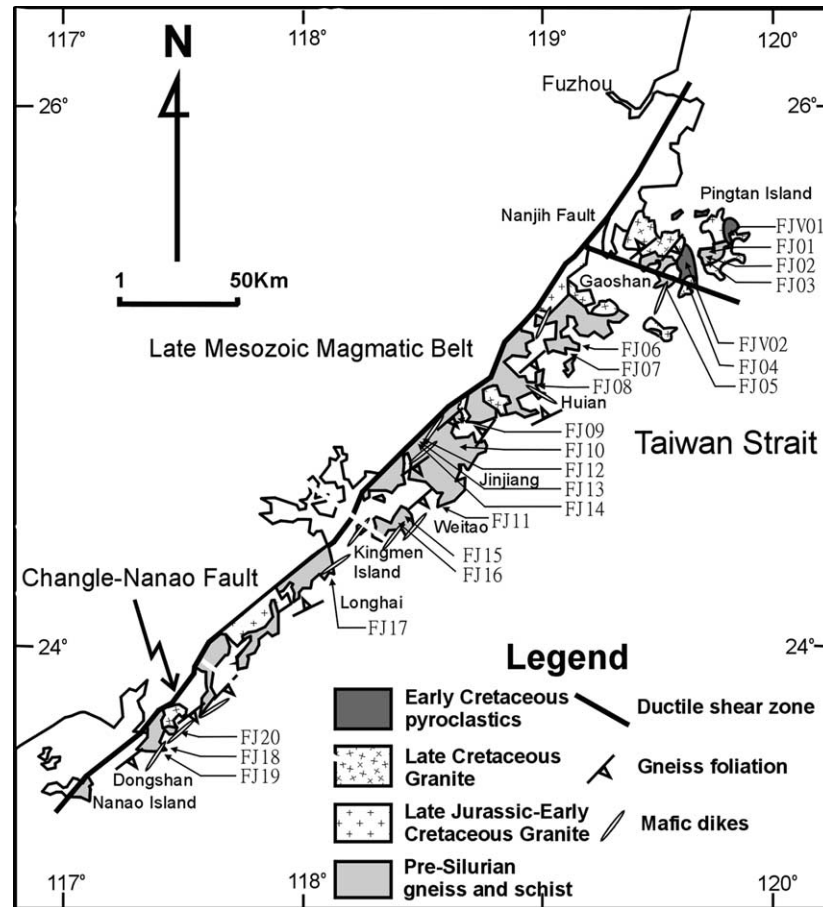 117°
118°
119°
120°
N
26°
26°
Fuzhou
Pingtan Island
Nanjih Fault
FJV01
FJ01
FJ02
FJ03
1
50Km
Gaoshan
Late Mesozoic Magmatic Belt
FJ06
FJV02
FJ07
FJ04
FJ08
FJ05
Huian
FJ09
Taiwan Strait
FJ10
FJ12
Jinjiang
FJ13
FJ14
FJ11
Weitao
Kingmen
Island
FJ15
FJ16
Changle-Nanao Fault
Longhai
FJ17
24°
24°
Legend
Early Cretaceous
pyroclastics
Ductile shear zone
FJ20
FJ18
FJ19
Late Cretaceous
Granite
Gneiss foliation
Dongshan
Nanao Island
Late Jurassic-Early
Cretaceous Granite
Mafic dikes
Pre-Silurian
gneiss and schist
117°
118°
119°
120°